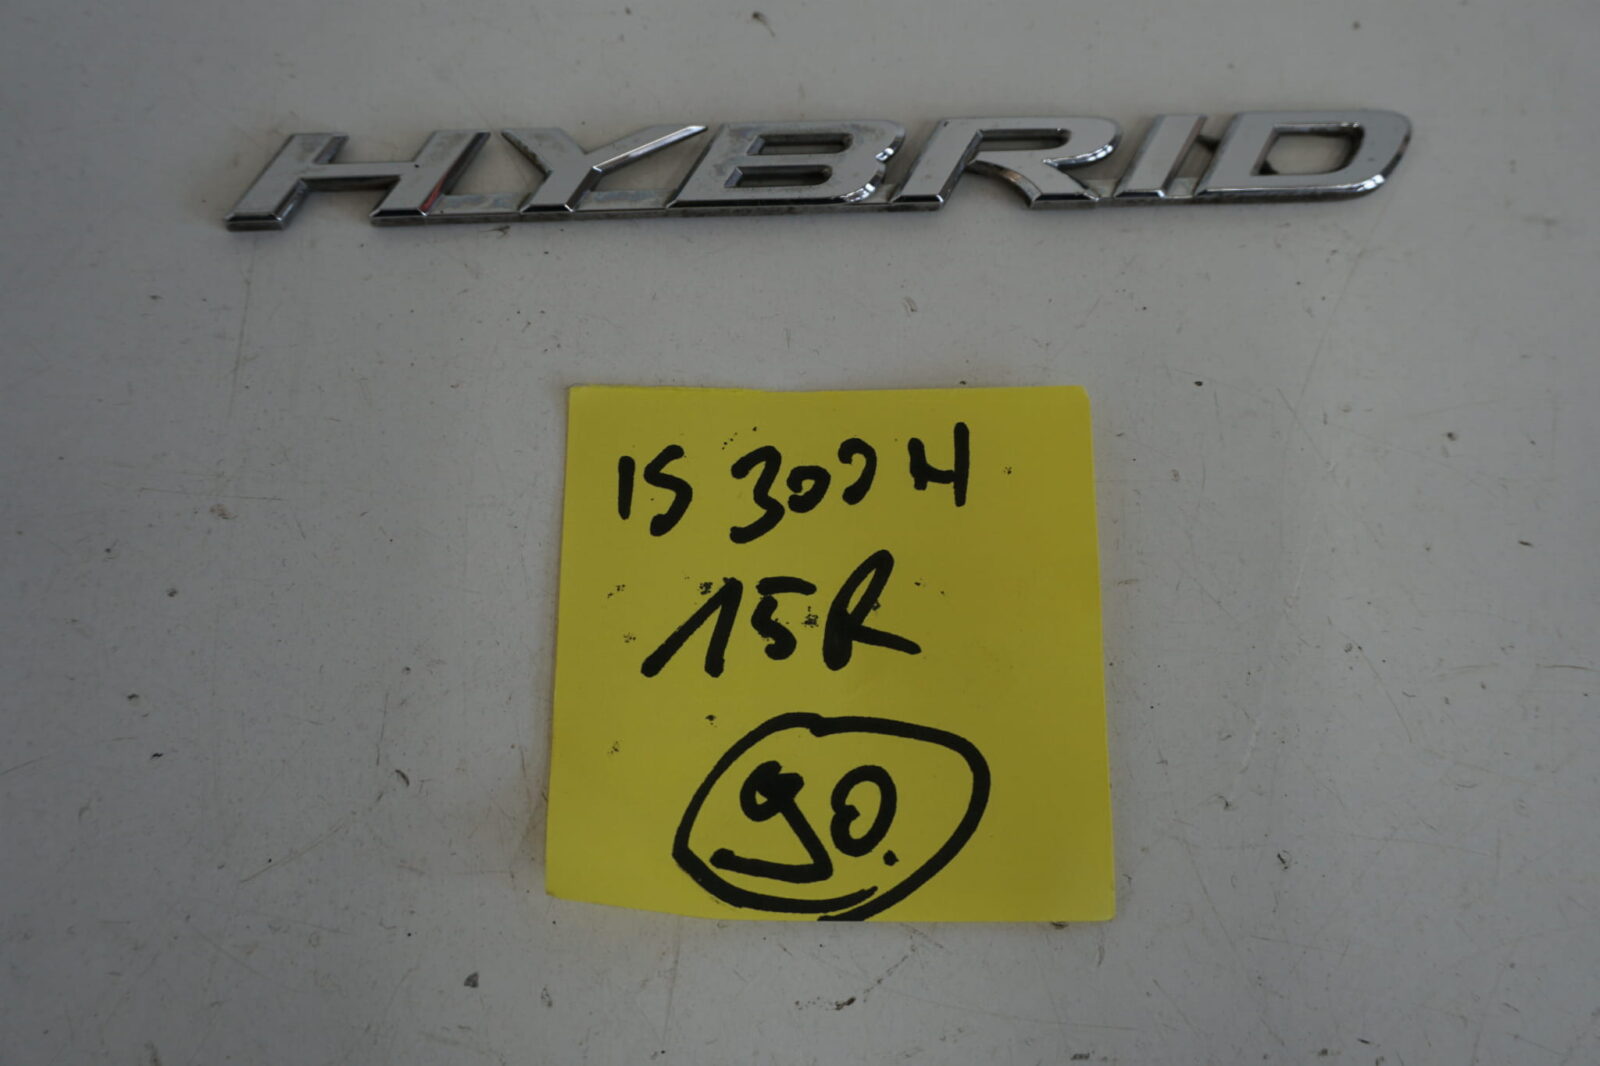 HYBRID
IS 300 H
15R
90.